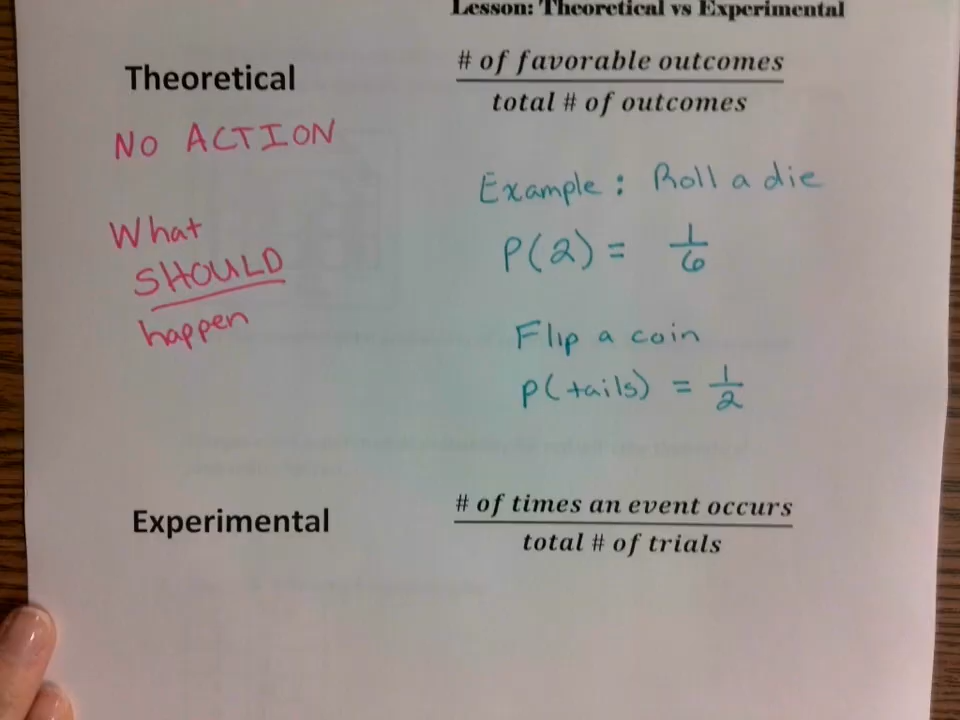 Lesson: Theoretical vs Experimental
Theoretical
# of favorable outcomes
total # of outcomes
NO ACTION
What
SHOULD
happen
Example: Roll a die
P(2) = 1/6
Flip a coin
P(tails) = 1/2
Experimental
# of times an event occurs
total # of trials